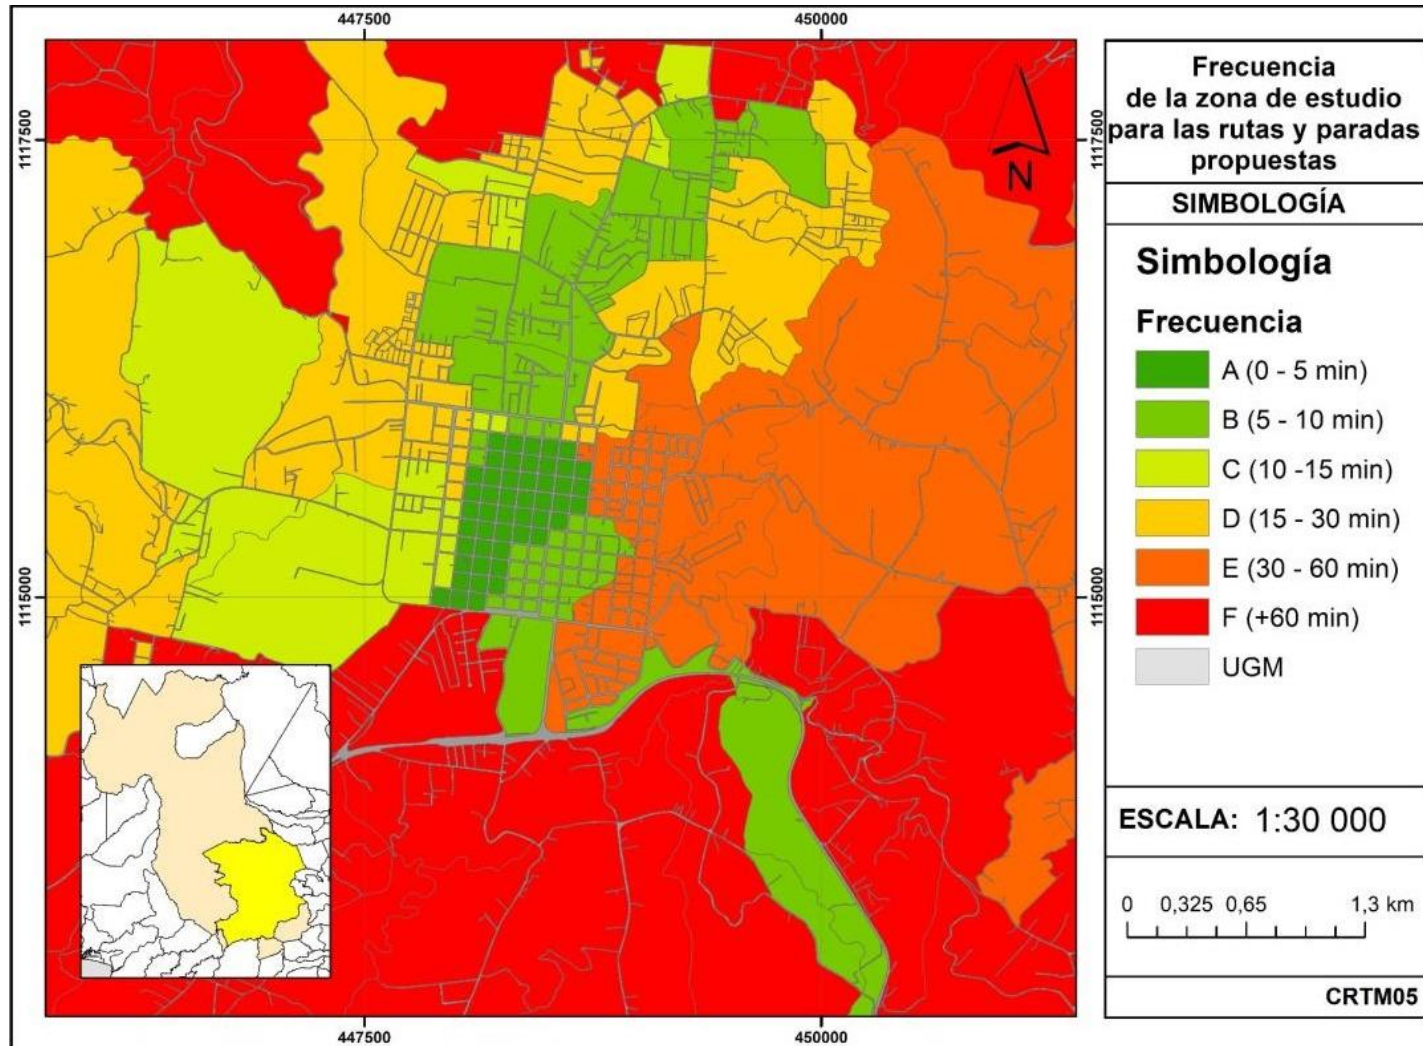 447500
450000
1117500
1117500
1115000
1115000
447500
450000
N
Frecuencia
de la zona de estudio
para las rutas y paradas
propuestas
SIMBOLOGÍA
Simbología
Frecuencia
A (0 - 5 min)
B (5 - 10 min)
C (10 -15 min)
D (15 - 30 min)
E (30 - 60 min)
F (+60 min)
UGM
ESCALA: 1:30 000
0 0,325 0,65 1,3 km
CRTM05